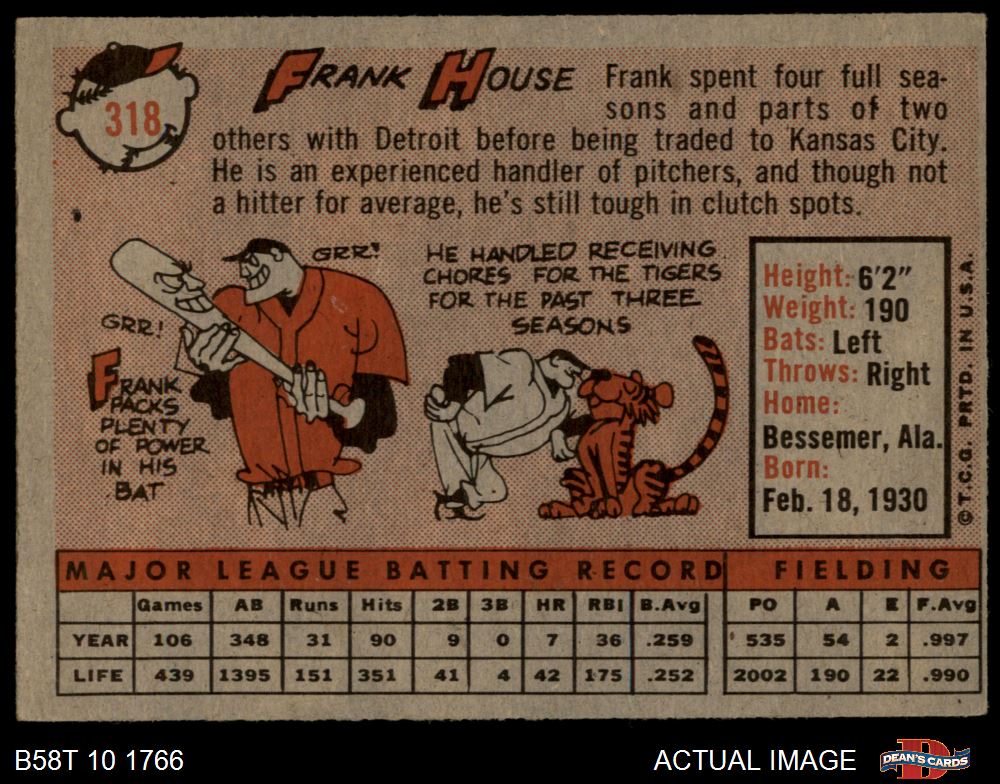 318
FRANK HOUSE Frank spent four full sea-
sons and parts of two
others with Detroit before being traded to Kansas City.
He is an experienced handler of pitchers, and though not
a hitter for average, he's still tough in clutch spots.
GRR!
GRR!
FRANK
PACKS
PLENTY
OF POWER
IN HIS
BAT
HE HANDLED RECEIVING
CHORES FOR THE TIGERS
FOR THE PAST THREE
SEASONS
Height: 6'2"
Weight: 190
Bats: Left
Throws: Right
Home:
Bessemer, Ala.
Born:
Feb. 18, 1930
© T.C.G. PRTD. IN U.S.A.
MAJOR LEAGUE BATTING RECORD FIELDING
Games AB Runs Hits 2B 3B HR RBI B.Avg PO A E F.Avg
YEAR 106 348 31 90 9 0 7 36 .259 535 54 2 .997
LIFE 439 1395 151 351 41 4 42 175 .252 2002 190 22 .990
B58T 10 1766 ACTUAL IMAGE DEAN'S CARDS